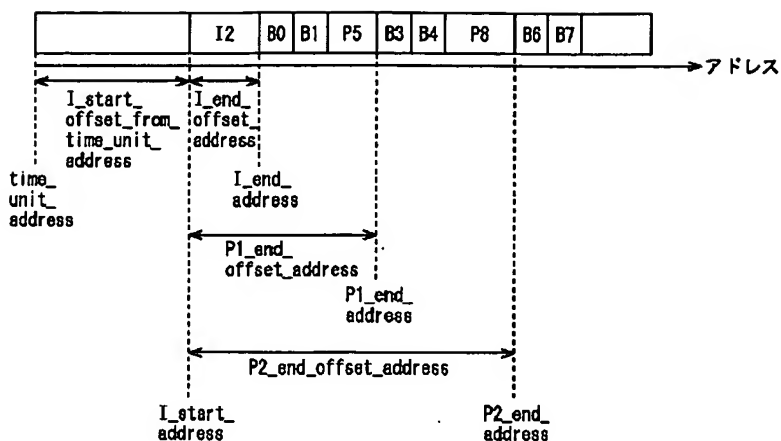 I2 B0 B1 P5 B3 B4 P8 B6 B7
アドレス
I_start_
offset_from_
time_unit_
address
I_end_
offset_
address
time_
unit_
address
I_end_
address
P1_end_
offset_address
P1_end_
address
P2_end_offset_address
I_start_
address
P2_end_
address